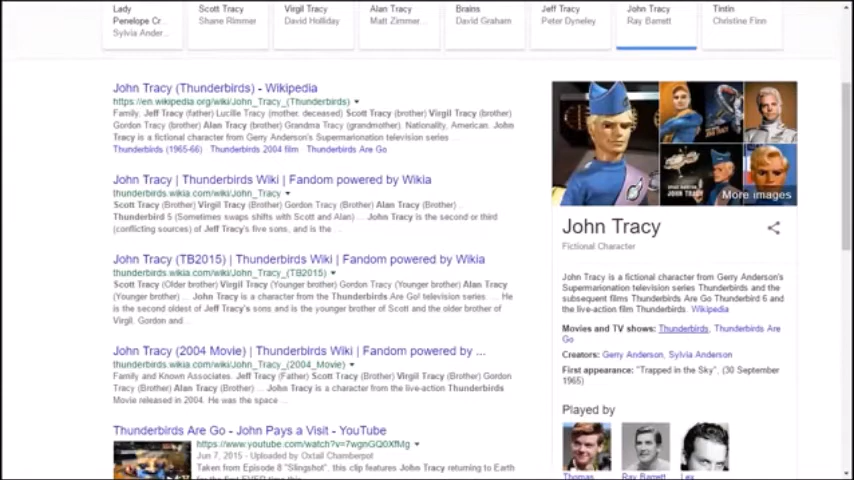 Lady
Penelope Cr..
Sylvia Ander...
Scott Tracy
Shane Rimmer
Virgil Tracy
David Holliday
Alan Tracy
Matt Zimmer...
Brains
David Graham
Jeff Tracy
Peter Dyneley
John Tracy
Ray Barrett
Tintin
Christine Finn
John Tracy (Thunderbirds) - Wikipedia
https://en.wikipedia.org/wiki/John_Tracy_(Thunderbirds)
Family, Jeff Tracy (father) Lucille Tracy (mother, deceased) Scott Tracy (brother) Virgil Tracy (brother)
Gordon Tracy (brother) Alan Tracy (brother) Grandma Tracy (grandmother). Nationality, American. John
Tracy is a fictional character from Gerry Anderson's Supermarionation television series ...
Thunderbirds (1965-66) Thunderbirds 2004 film Thunderbirds Are Go
John Tracy | Thunderbirds Wiki | Fandom powered by Wikia
thunderbirds.wikia.com/wiki/John_Tracy
Scott Tracy (Brother) Virgil Tracy (Brother) Gordon Tracy (Brother) Alan Tracy (Brother) .
Thunderbird 5 (Sometimes swaps shifts with Scott and Alan) ... John Tracy is the second or third
(conflicting sources) of Jeff Tracy's five sons, and is the ...
John Tracy (TB2015) | Thunderbirds Wiki | Fandom powered by Wikia
thunderbirds.wikia.com/wiki/John_Tracy_(TB2015)
Scott Tracy (Older brother) Virgil Tracy (Younger brother) Gordon Tracy (Younger brother) Alan Tracy
(Younger brother) ... John Tracy is a character from the Thunderbirds Are Go! television series. ... He
is the second oldest of Jeff Tracy's sons and is the younger brother of Scott and the older brother of
Virgil, Gordon and ...
John Tracy (2004 Movie) | Thunderbirds Wiki | Fandom powered by ...
thunderbirds.wikia.com/wiki/John_Tracy_(2004_Movie)
Family and Known Associates. Jeff Tracy (Father) Scott Tracy (Brother) Virgil Tracy (Brother) Gordon
Tracy (Brother) Alan Tracy (Brother) ... John Tracy is a character from the live-action Thunderbirds
Movie released in 2004. He was the space ...
Thunderbirds Are Go - John Pays a Visit - YouTube
https://www.youtube.com/watch?v=7wgnGQ0XfMg
Jun 7, 2015 - Uploaded by Oxtail Chamberpot
Taken from Episode 8 "Slingshot", this clip features John Tracy returning to Earth
for the first EVER time this
JOHN TRACY
More images
John Tracy
Fictional Character
John Tracy is a fictional character from Gerry Anderson's
Supermarionation television series Thunderbirds and the
subsequent films Thunderbirds Are Go Thunderbird 6 and
the live-action film Thunderbirds. Wikipedia
Movies and TV shows: Thunderbirds, Thunderbirds Are
Go
Creators: Gerry Anderson, Sylvia Anderson
First appearance: "Trapped in the Sky", (30 September
1965)
Played by
Thomas
Ray Barrett
Lex